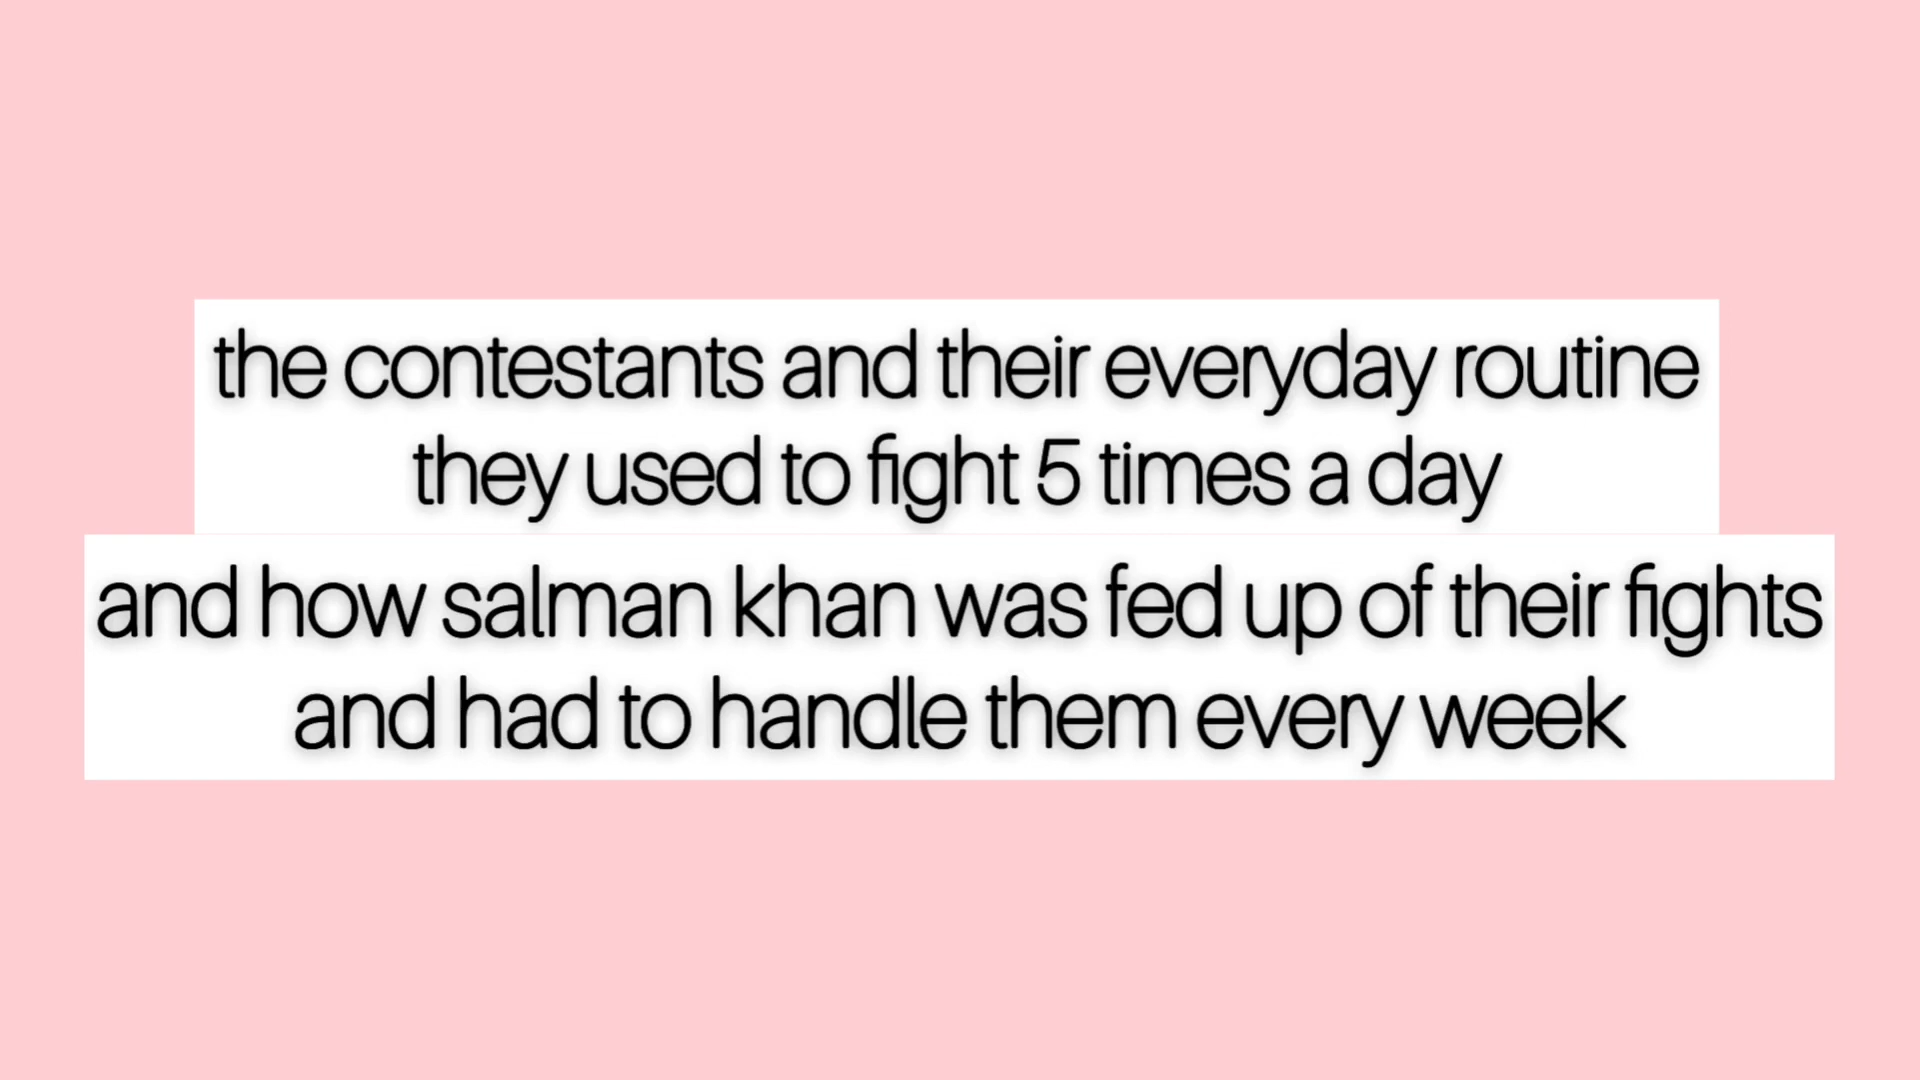 the contestants and their everyday routine
they used to fight 5 times a day
and how salman khan was fed up of their fights
and had to handle them every week